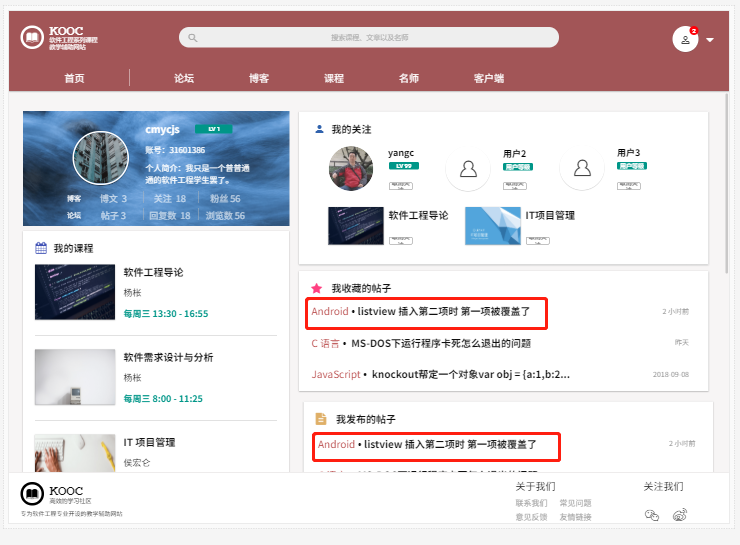 KOOC
软件工程系列课程
教学辅助网站
搜索课程、文章以及名师
2
首页
论坛
博客
课程
名师
客户端
cmycjs LV 1
账号：31601386
个人简介：我只是一个普普通
通的软件工程学生罢了。
博客 博文 3 关注 18 粉丝 56
论坛 帖子 3 回复数 18 浏览数 56
我的课程
软件工程导论
杨枨
每周三 13:30 - 16:55
软件需求设计与分析
杨枨
每周三 8:00 - 11:25
IT 项目管理
侯宏仑
我的关注
yangc
LV 99
用户2
用户等级
用户3
用户等级
软件工程导论
IT项目管理
我收藏的帖子
Android • listview 插入第二项时 第一项被覆盖了 2 小时前
C 语言 • MS-DOS下运行程序卡死怎么退出的问题 昨天
JavaScript • knockout帮定一个对象var obj = {a:1,b:2... 2018-09-08
我发布的帖子
Android • listview 插入第二项时 第一项被覆盖了 2 小时前
KOOC
高效的学习社区
专为软件工程专业开设的教学辅助网站
关于我们
联系我们 常见问题
意见反馈 友情链接
关注我们